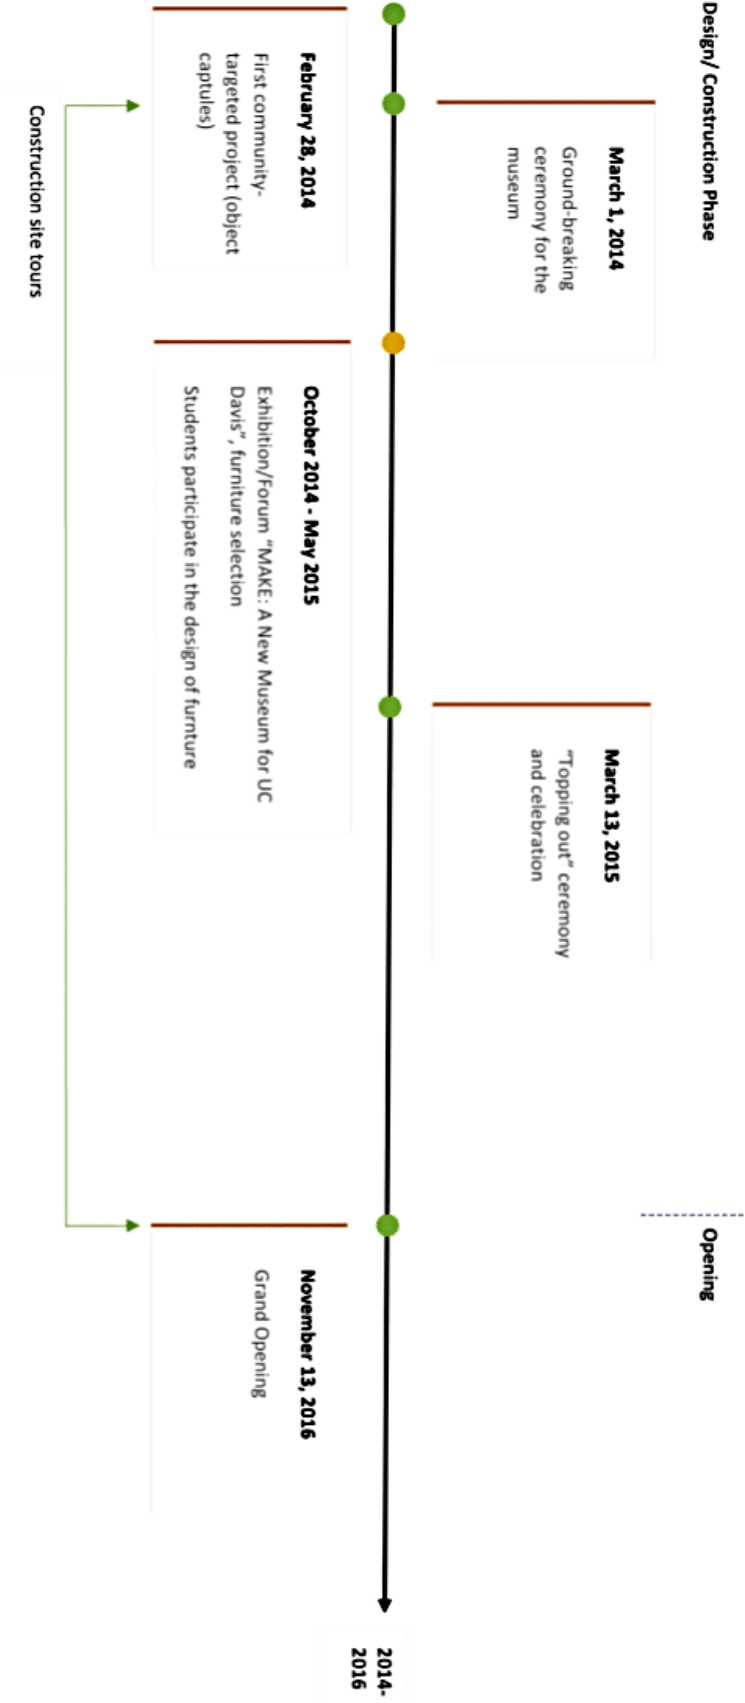 Design/ Construction Phase
Opening
March 1, 2014
Ground-breaking
ceremony for the
museum
March 13, 2015
"Topping out" ceremony
and celebration
2014-
2016
February 28, 2014
First community-
targeted project (object
captules)
October 2014 - May 2015
Exhibition/Forum "MAKE: A New Museum for UC
Davis", furniture selection
Students participate in the design of furnture
November 13, 2016
Grand Opening
Construction site tours